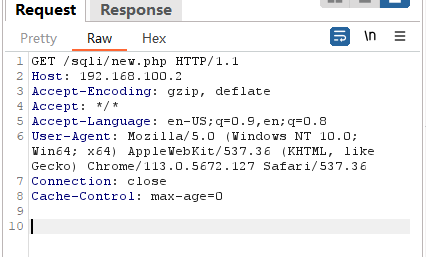 Request Response
Pretty Raw Hex \n
1 GET /sqli/new.php HTTP/1.1
2 Host: 192.168.100.2
3 Accept-Encoding: gzip, deflate
4 Accept: */*
5 Accept-Language: en-US;q=0.9,en;q=0.8
6 User-Agent: Mozilla/5.0 (Windows NT 10.0;
Win64; x64) AppleWebKit/537.36 (KHTML, like
Gecko) Chrome/113.0.5672.127 Safari/537.36
7 Connection: close
8 Cache-Control: max-age=0
9
10